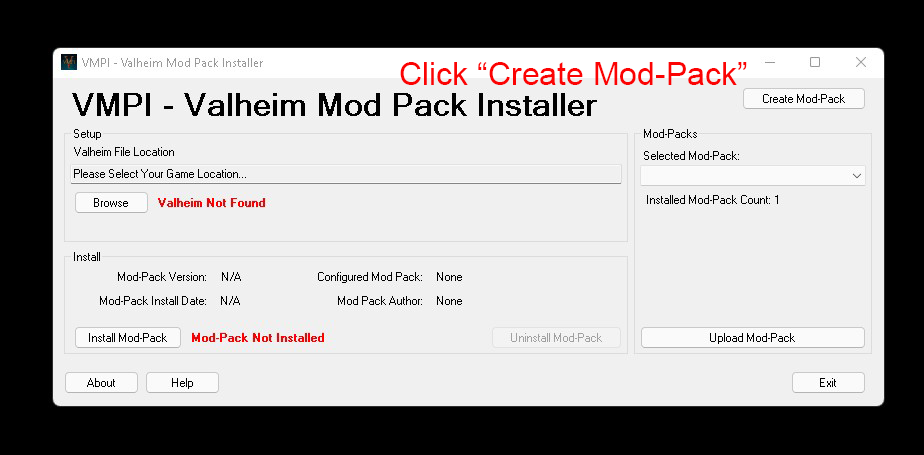 VMPI - Valheim Mod Pack Installer
Click “Create Mod-Pack”
VMPI - Valheim Mod Pack Installer
Create Mod-Pack
Setup
Valheim File Location
Please Select Your Game Location...
Browse
Valheim Not Found
Mod-Packs
Selected Mod-Pack:
Installed Mod-Pack Count: 1
Install
Mod-Pack Version: N/A
Configured Mod Pack: None
Mod-Pack Install Date: N/A
Mod Pack Author: None
Install Mod-Pack
Mod-Pack Not Installed
Uninstall Mod-Pack
Upload Mod-Pack
About
Help
Exit